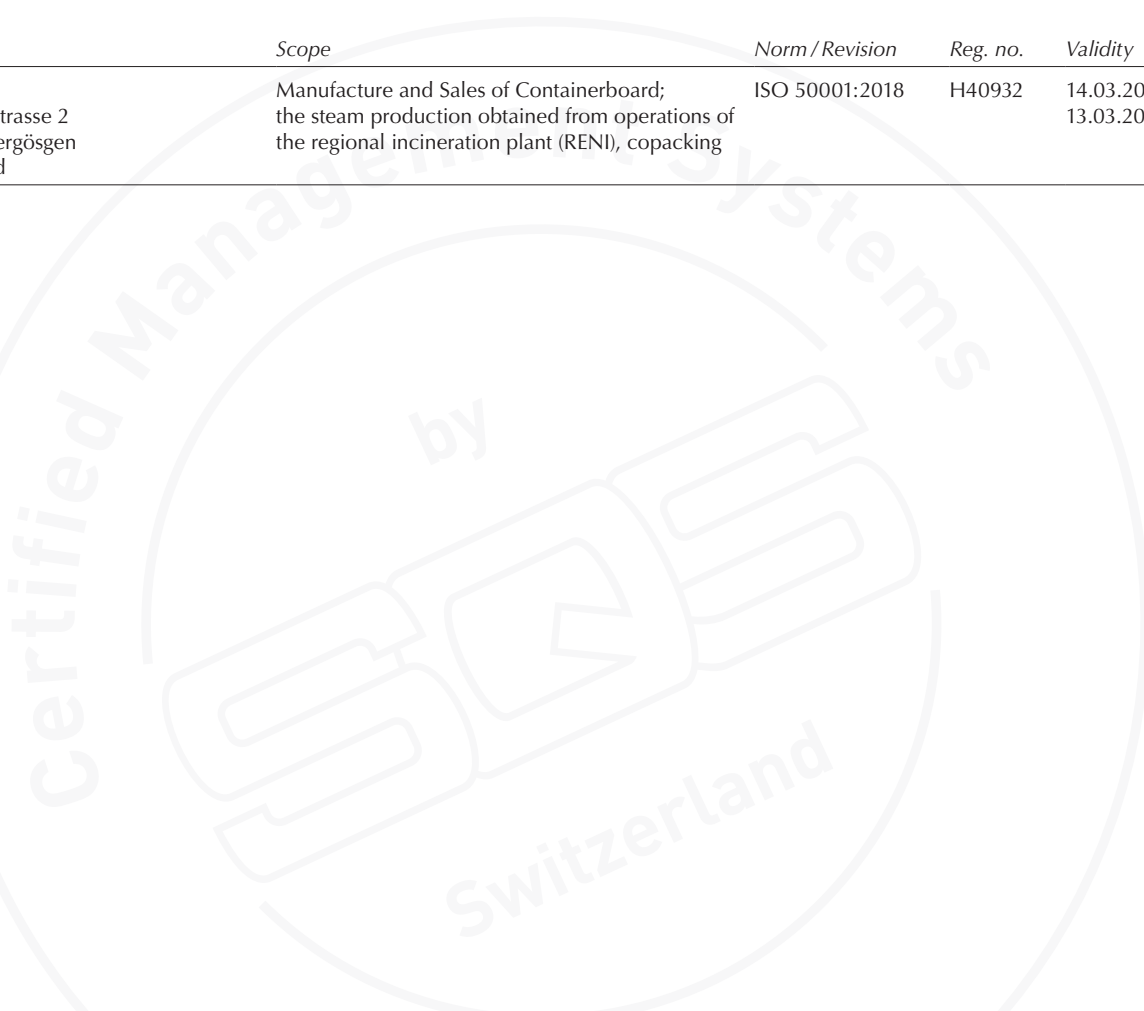 Scope Norm / Revision Reg. no. Validity
Manufacture and Sales of Containerboard; ISO 50001:2018 H40932 14.03.20
trasse 2 the steam production obtained from operations of 13.03.20
ergösgen the regional incineration plant (RENI), copacking
d
Certified Management Systems
by
SQS
Switzerland